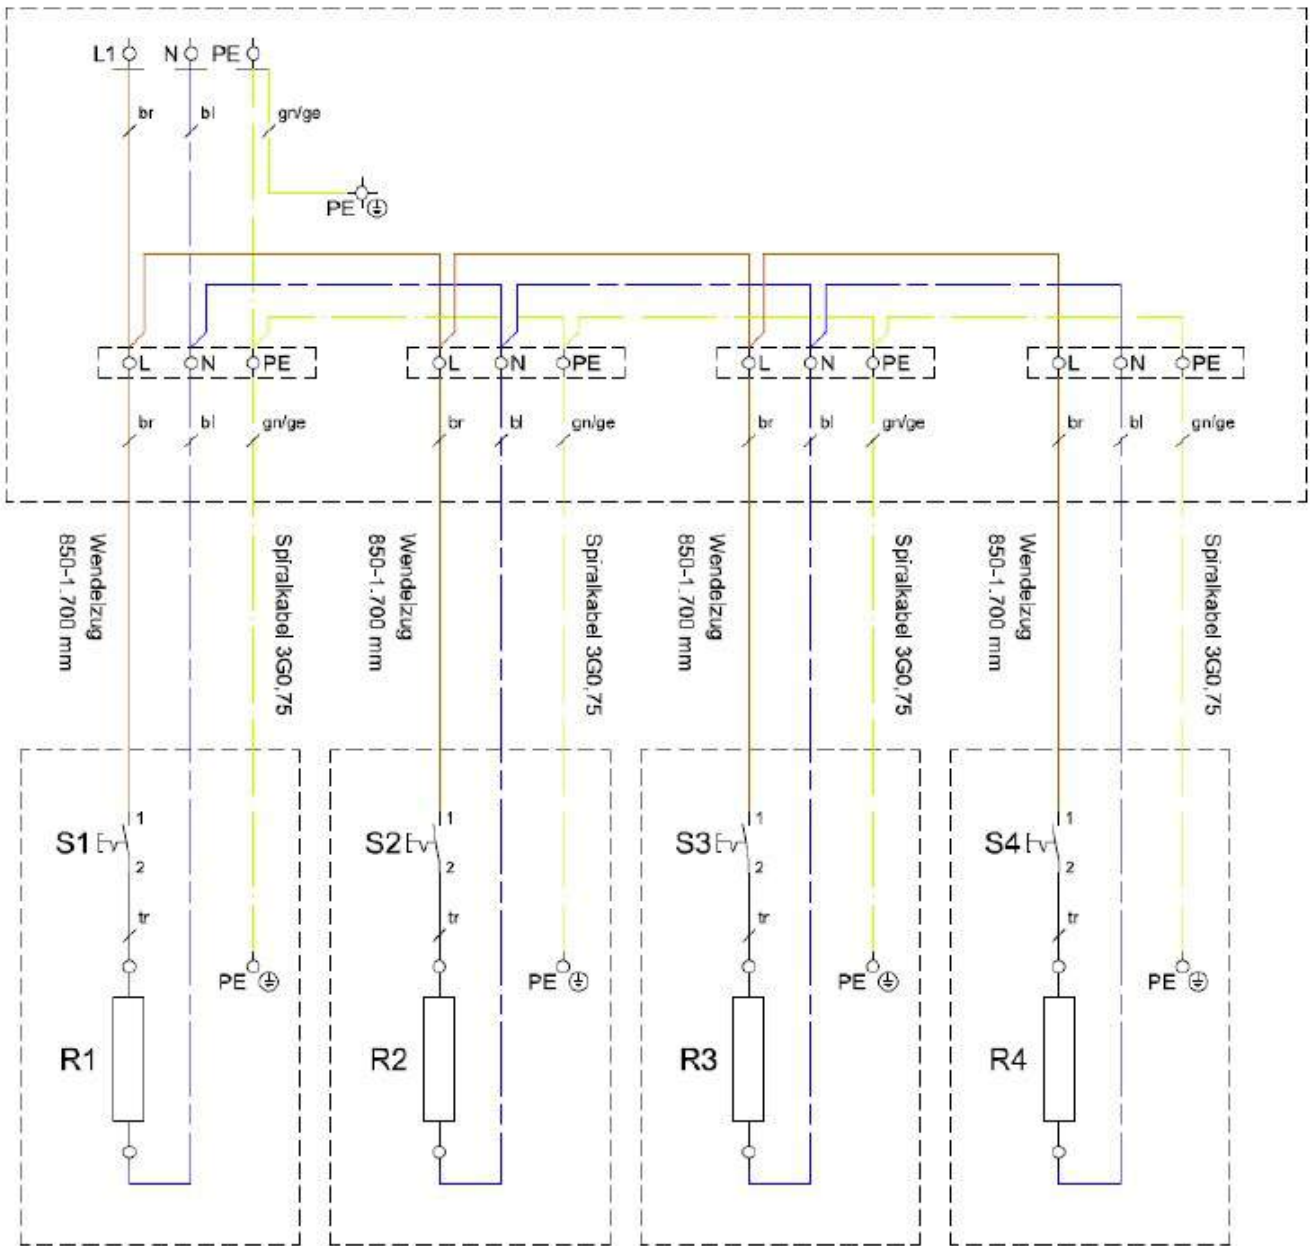 L1 N PE
br bl gn/ge
PE
L N PE L N PE L N PE L N PE
br bl gn/ge br bl gn/ge br bl gn/ge br bl gn/ge
Wendelzug
850-1.700 mm
Spiralkabel 3G0,75
Wendelzug
850-1.700 mm
Spiralkabel 3G0,75
Wendelzug
850-1.700 mm
Spiralkabel 3G0,75
Wendelzug
850-1.700 mm
Spiralkabel 3G0,75
1 1 1 1
S1 S2 S3 S4
2 2 2 2
tr tr tr tr
PE PE PE PE
R1 R2 R3 R4